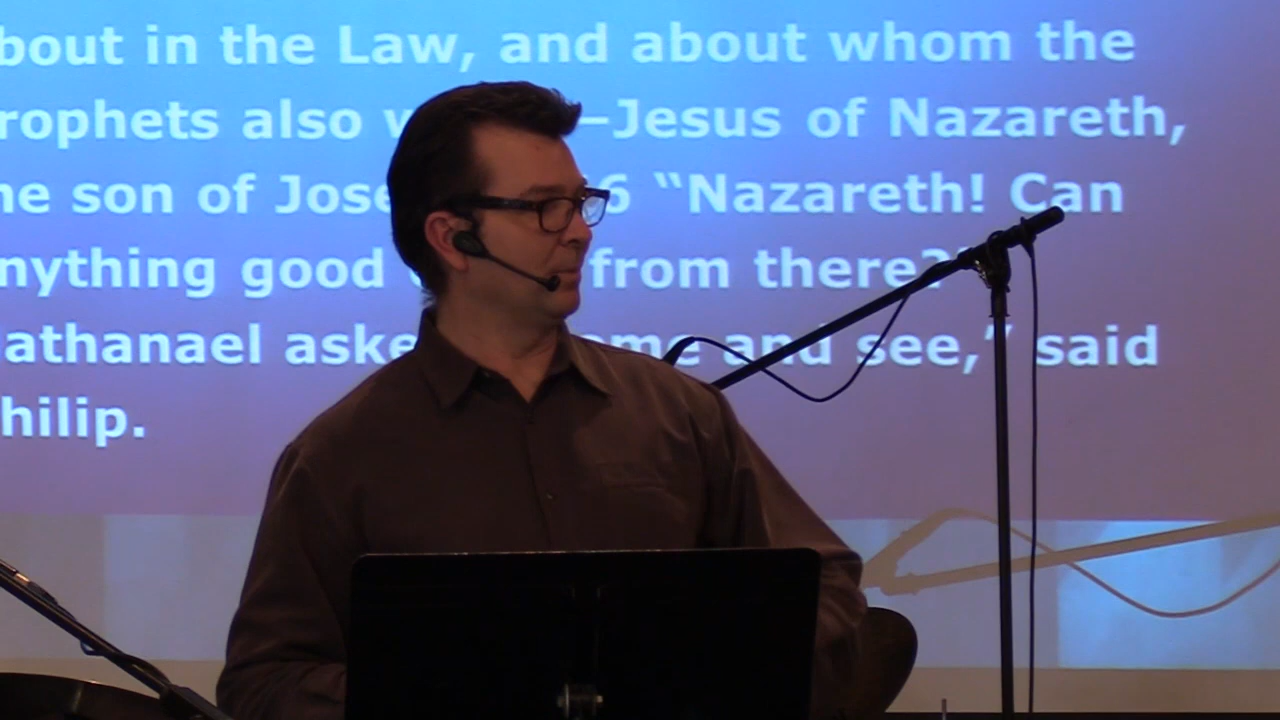 bout in the Law, and about whom the
rophets also w –Jesus of Nazareth,
he son of Jose 6 “Nazareth! Can
nything good from there?”
athanael aske ome and see,” said
hilip.